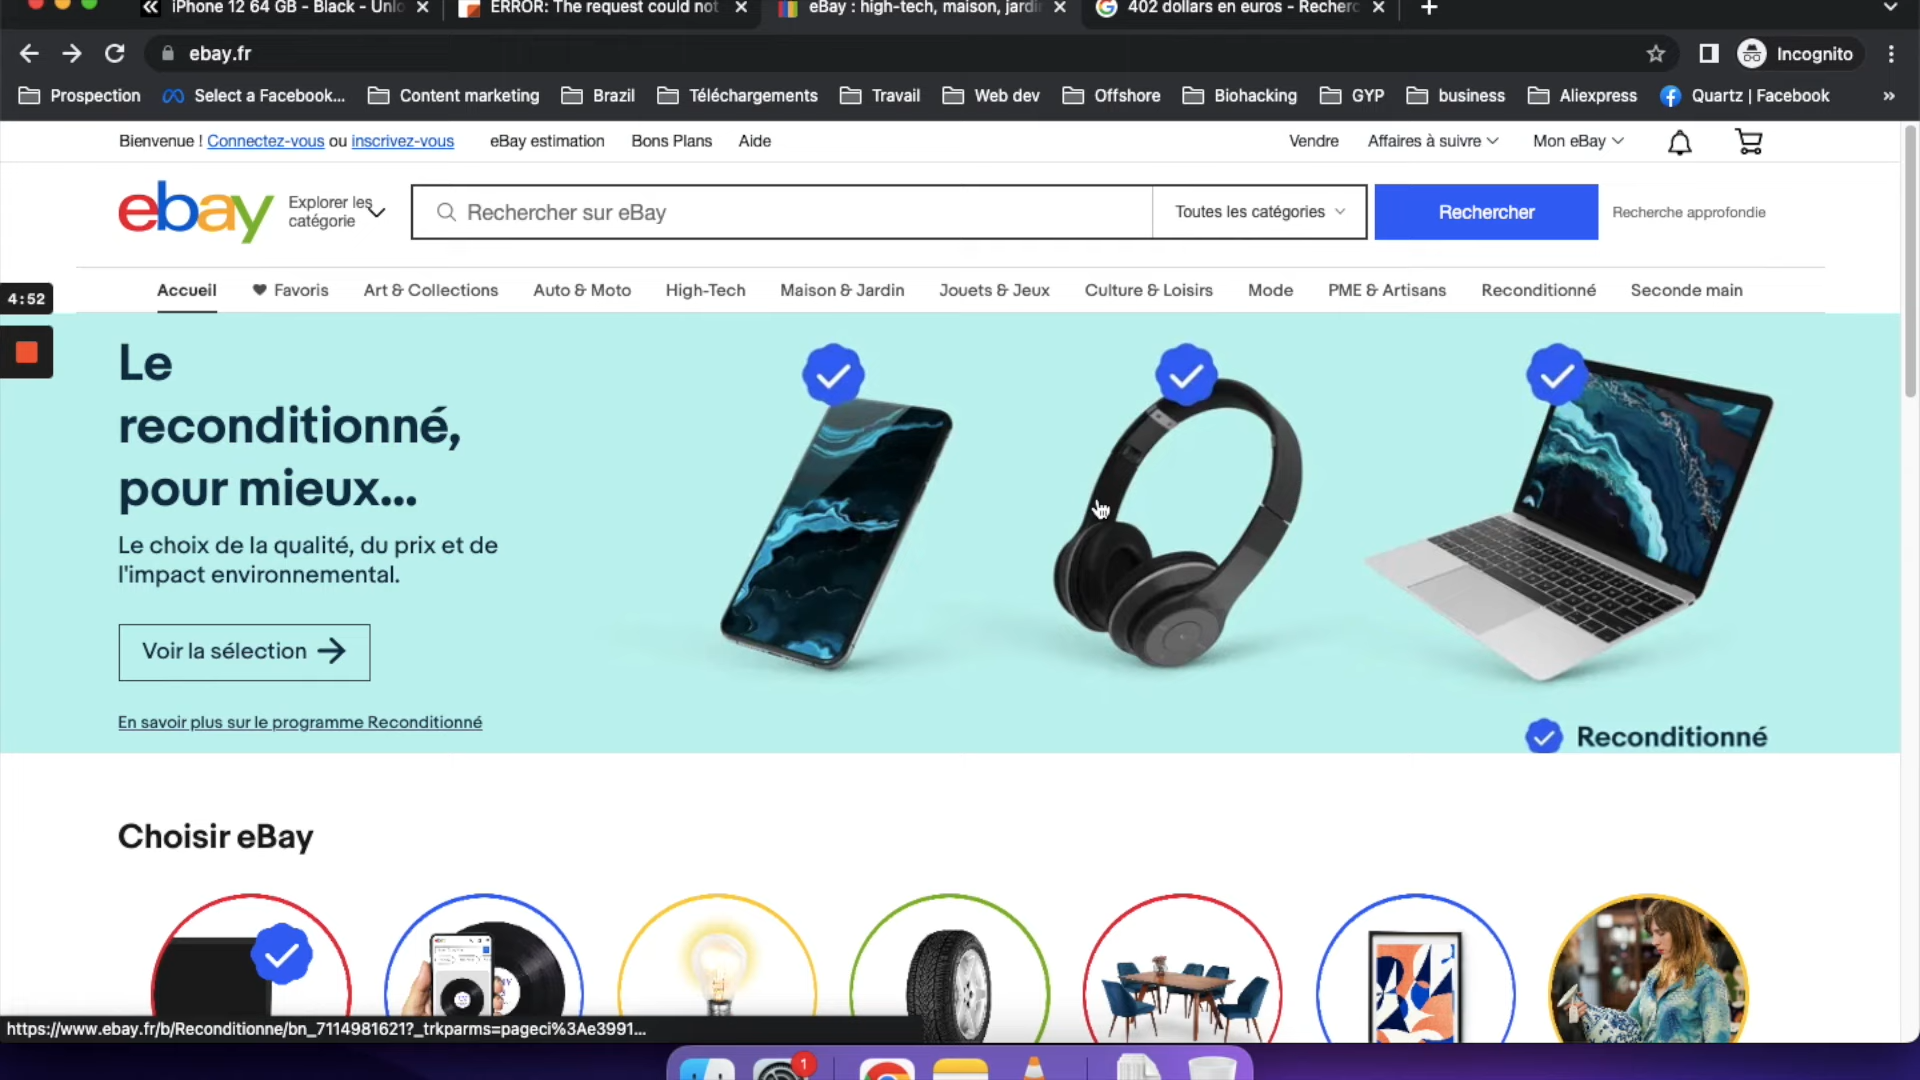 iPhone 12 64 GB - Black - Unlo
ERROR: The request could not
eBay : high-tech, maison, jardi
402 dollars en euros - Recherc
ebay.fr
Incognito
Prospection
Select a Facebook...
Content marketing
Brazil
Téléchargements
Travail
Web dev
Offshore
Biohacking
GYP
business
Aliexpress
Quartz | Facebook
»
Bienvenue ! Connectez-vous ou inscrivez-vous
eBay estimation
Bons Plans
Aide
Vendre
Affaires à suivre
Mon eBay
ebay
Explorer les
catégorie
Rechercher sur eBay
Toutes les catégories
Rechercher
Recherche approfondie
4:52
Accueil
Favoris
Art & Collections
Auto & Moto
High-Tech
Maison & Jardin
Jouets & Jeux
Culture & Loisirs
Mode
PME & Artisans
Reconditionné
Seconde main
Le
reconditionné,
pour mieux...
Le choix de la qualité, du prix et de
l'impact environnemental.
Voir la sélection
En savoir plus sur le programme Reconditionné
Reconditionné
Choisir eBay
https://www.ebay.fr/b/Reconditionne/bn_7114981621?_trkparms=pageci%3Ae3991...
1